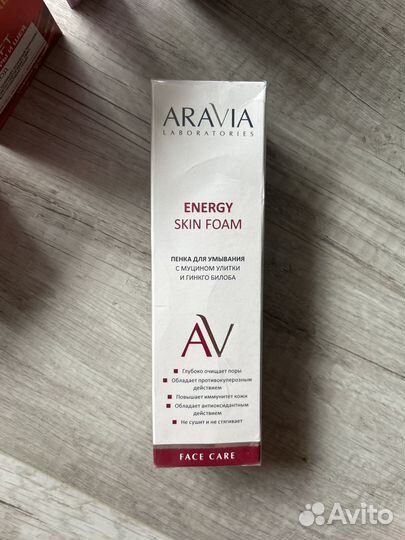 ARAVIA
LABORATORIES
ENERGY
SKIN FOAM
ПЕНКА ДЛЯ УМЫВАНИЯ
С МУЦИНОМ УЛИТКИ
И ГИНКГО БИЛОБА
AV
Глубоко очищает поры
Обладает противокуперозным
действием
Повышает иммунитет кожи
Обладает антиоксидантным
действием
Не сушит и не стягивает
FACE CARE
Avito